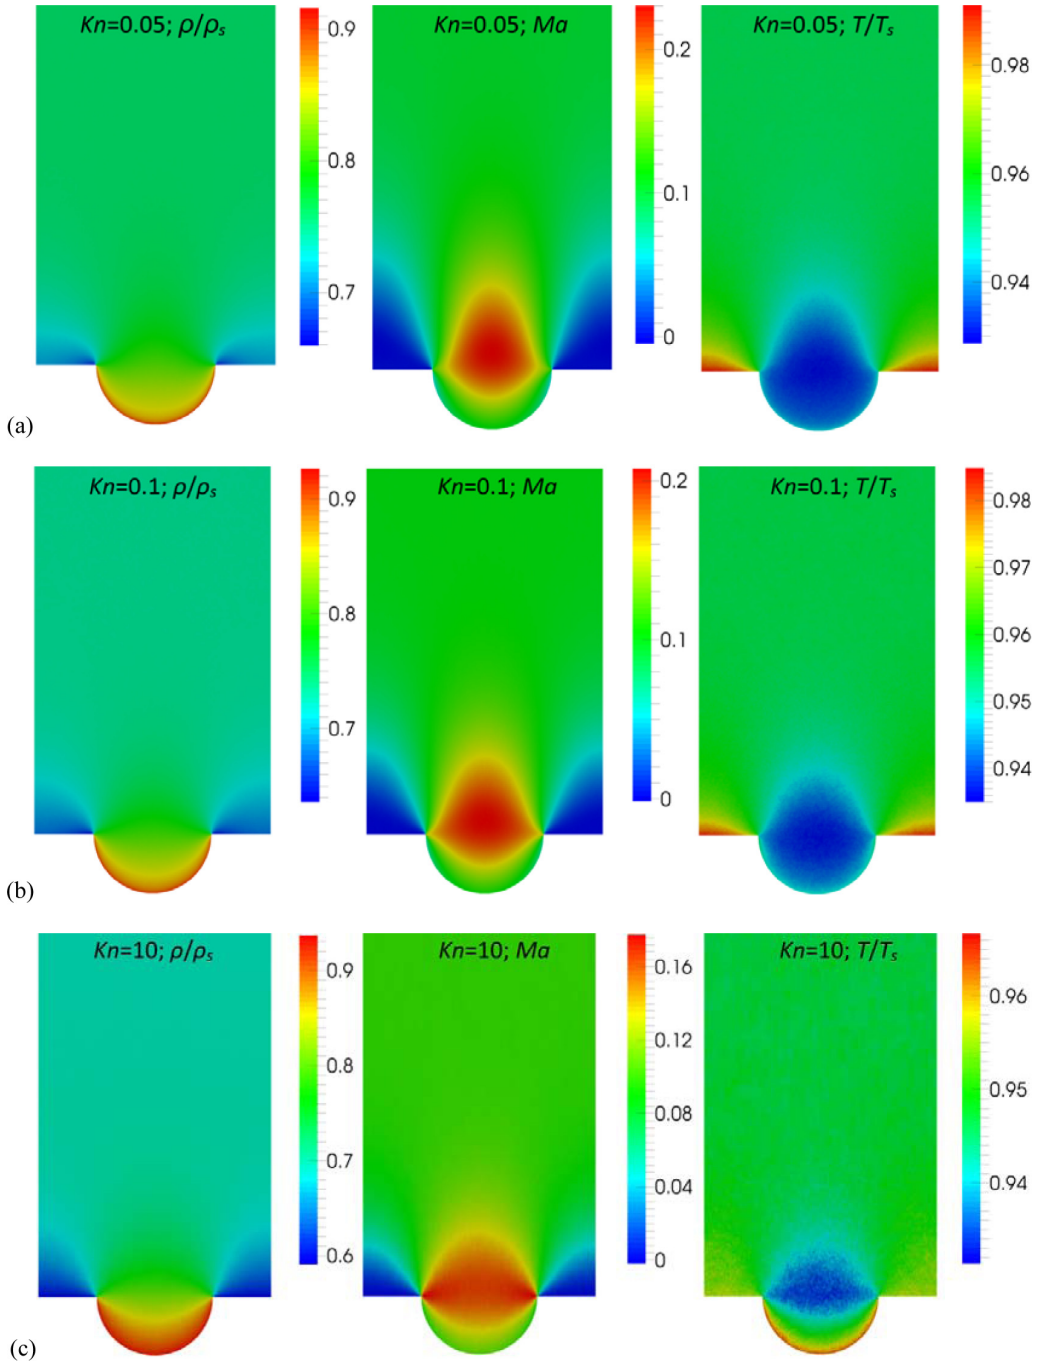 Kn=0.05; ρ/ρs
0.9
0.8
0.7
Kn=0.05; Ma
0.2
0.1
0
Kn=0.05; T/Ts
0.98
0.96
0.94
(a)
Kn=0.1; ρ/ρs
0.9
0.8
0.7
Kn=0.1; Ma
0.2
0.1
0
Kn=0.1; T/Ts
0.98
0.97
0.96
0.95
0.94
(b)
Kn=10; ρ/ρs
0.9
0.8
0.7
0.6
Kn=10; Ma
0.16
0.12
0.08
0.04
0
Kn=10; T/Ts
0.96
0.95
0.94
(c)